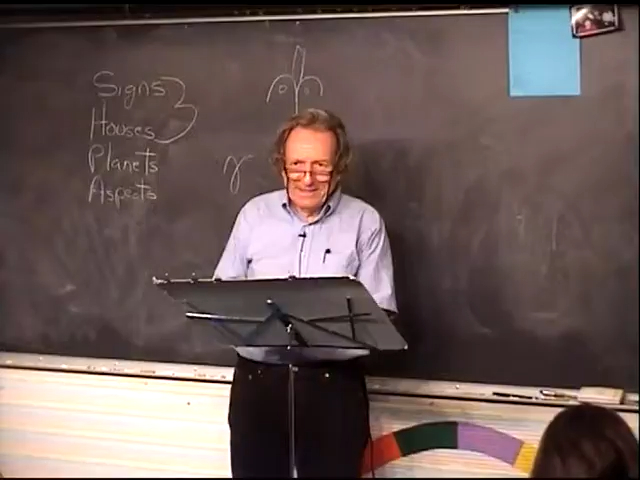 Signs
Houses
Planets
Aspects
γ